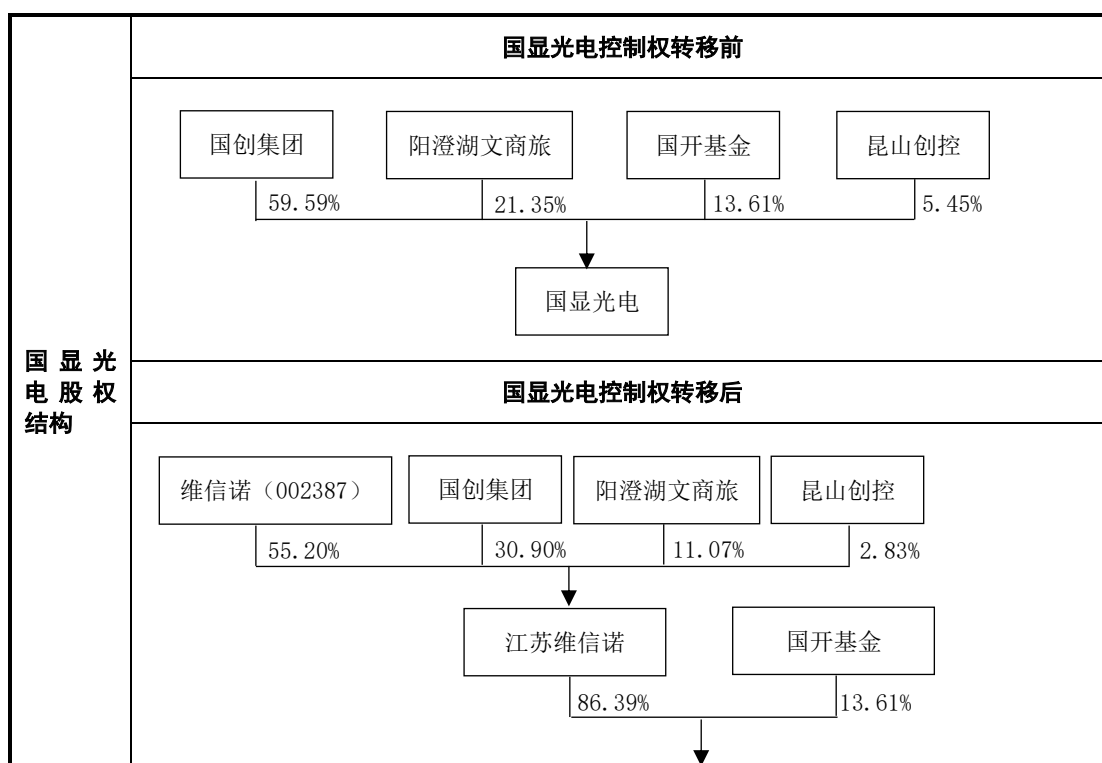 国显光电控制权转移前
国创集团
阳澄湖文商旅
国开基金
昆山创控
59.59%
21.35%
13.61%
5.45%
国显光电
国显光
电股权
结构
国显光电控制权转移后
维信诺（002387）
国创集团
阳澄湖文商旅
昆山创控
55.20%
30.90%
11.07%
2.83%
江苏维信诺
国开基金
86.39%
13.61%